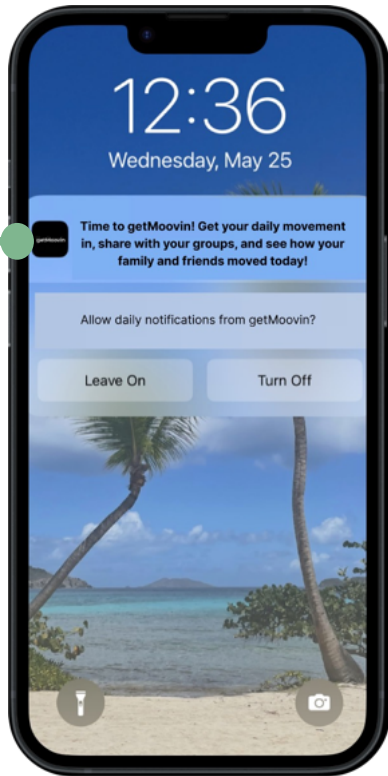 12:36
Wednesday, May 25
getMoovin
Time to getMoovin! Get your daily movement
in, share with your groups, and see how your
family and friends moved today!
Allow daily notifications from getMoovin?
Leave On
Turn Off